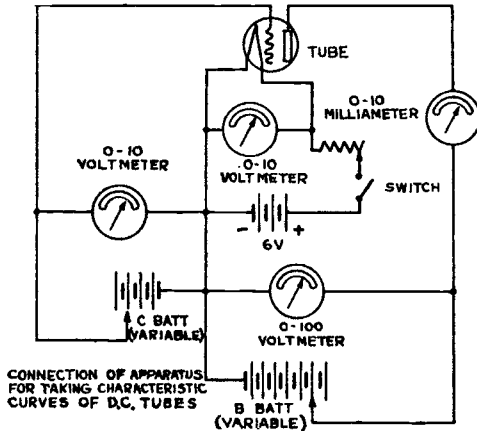 TUBE
0-10
MILLIAMETER
0-10
VOLTMETER
0-10
VOLTMETER
SWITCH
- +
6V
C BATT
(VARIABLE)
0-100
VOLTMETER
CONNECTION OF APPARATUS
FOR TAKING CHARACTERISTIC
CURVES OF D.C. TUBES
B BATT
(VARIABLE)